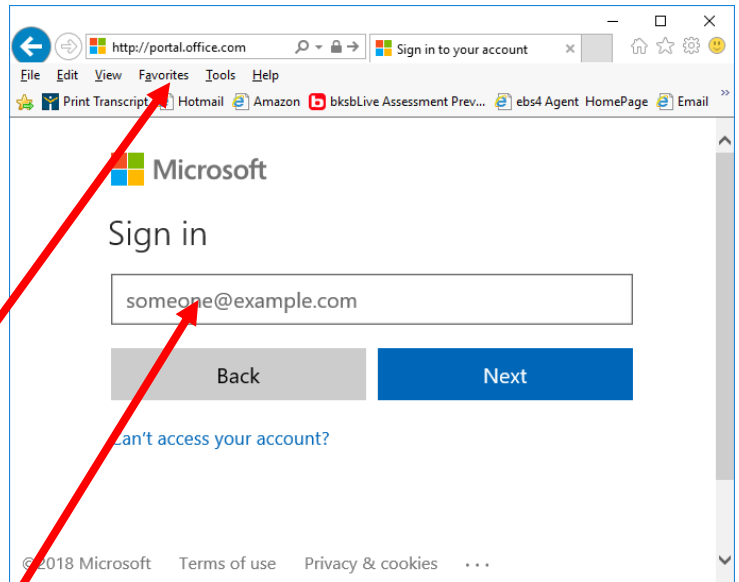 http://portal.office.com Sign in to your account
File Edit View Favorites Tools Help
Print Transcript Hotmail Amazon bksbLive Assessment Prev... ebs4 Agent HomePage Email
Microsoft
Sign in
someone@example.com
Back Next
Can't access your account?
©2018 Microsoft Terms of use Privacy & cookies ...